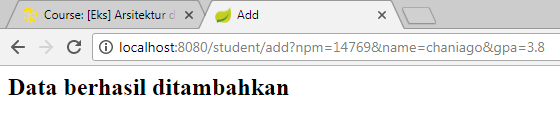 Course: [Eks] Arsitektur d
Add
localhost:8080/student/add?npm=14769&name=chaniago&gpa=3.8
Data berhasil ditambahkan